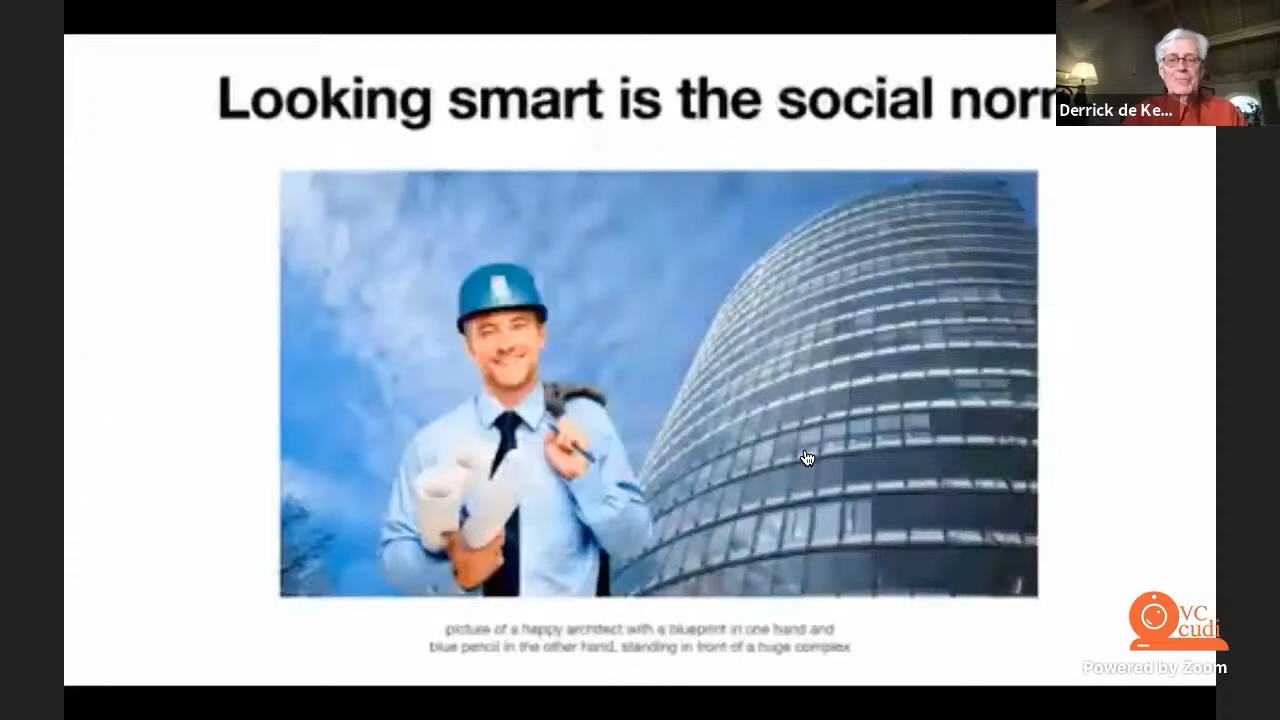 Looking smart is the social norm
Derrick de Ke...
picture of a happy architect with a blueprint in one hand and
blue pencil in the other hand, standing in front of a huge complex
VC
cudi
Powered by Zoom